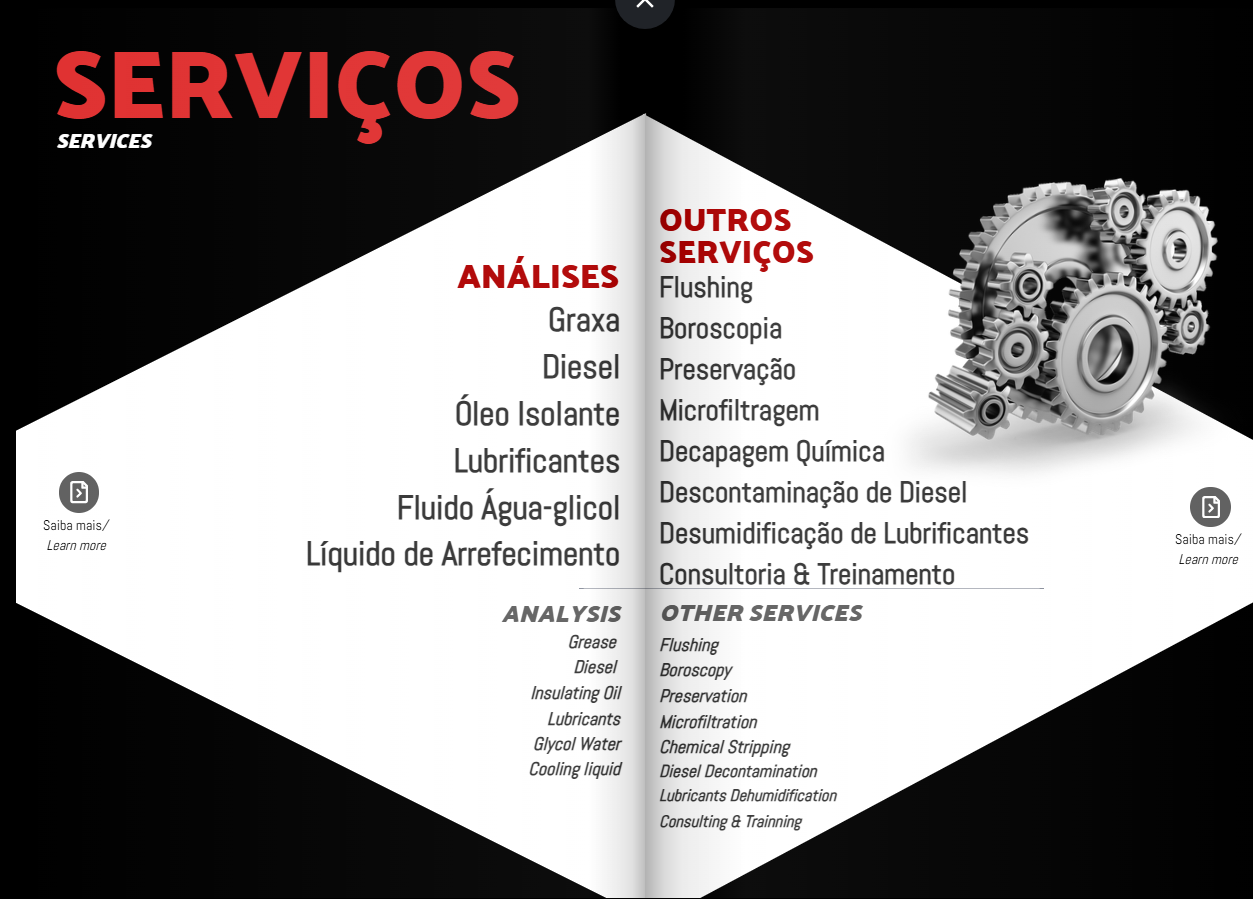 SERVIÇOS
SERVICES
ANÁLISES
Graxa
Diesel
Óleo Isolante
Lubrificantes
Fluido Água-glicol
Líquido de Arrefecimento
ANALYSIS
Grease
Diesel
Insulating Oil
Lubricants
Glycol Water
Cooling liquid
Saiba mais/
Learn more
OUTROS
SERVIÇOS
Flushing
Boroscopia
Preservação
Microfiltragem
Decapagem Química
Descontaminação de Diesel
Desumidificação de Lubrificantes
Consultoria & Treinamento
OTHER SERVICES
Flushing
Boroscopy
Preservation
Microfiltration
Chemical Stripping
Diesel Decontamination
Lubricants Dehumidification
Consulting & Trainning
Saiba mais/
Learn more